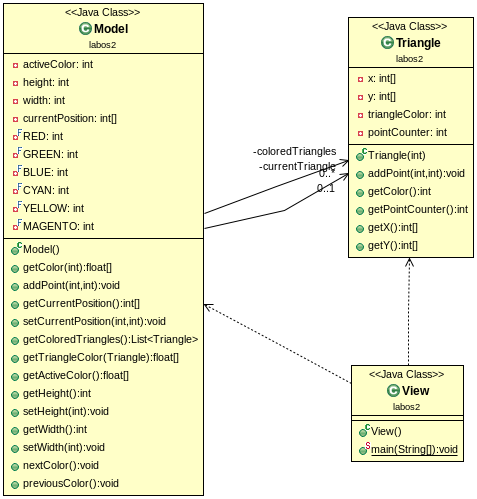 <<Java Class>>
Model
labos2
activeColor: int
height: int
width: int
currentPosition: int[]
RED: int
GREEN: int
BLUE: int
CYAN: int
YELLOW: int
MAGENTO: int
Model()
getColor(int):float[]
addPoint(int,int):void
getCurrentPosition():int[]
setCurrentPosition(int,int):void
getColoredTriangles():List<Triangle>
getTriangleColor(Triangle):float[]
getActiveColor():float[]
getHeight():int
setHeight(int):void
getWidth():int
setWidth(int):void
nextColor():void
previousColor():void
-coloredTriangles
0..*
-currentTriangle
0..1
<<Java Class>>
Triangle
labos2
x: int[]
y: int[]
triangleColor: int
pointCounter: int
Triangle(int)
addPoint(int,int):void
getColor():int
getPointCounter():int
getX():int[]
getY():int[]
<<Java Class>>
View
labos2
View()
main(String[]):void